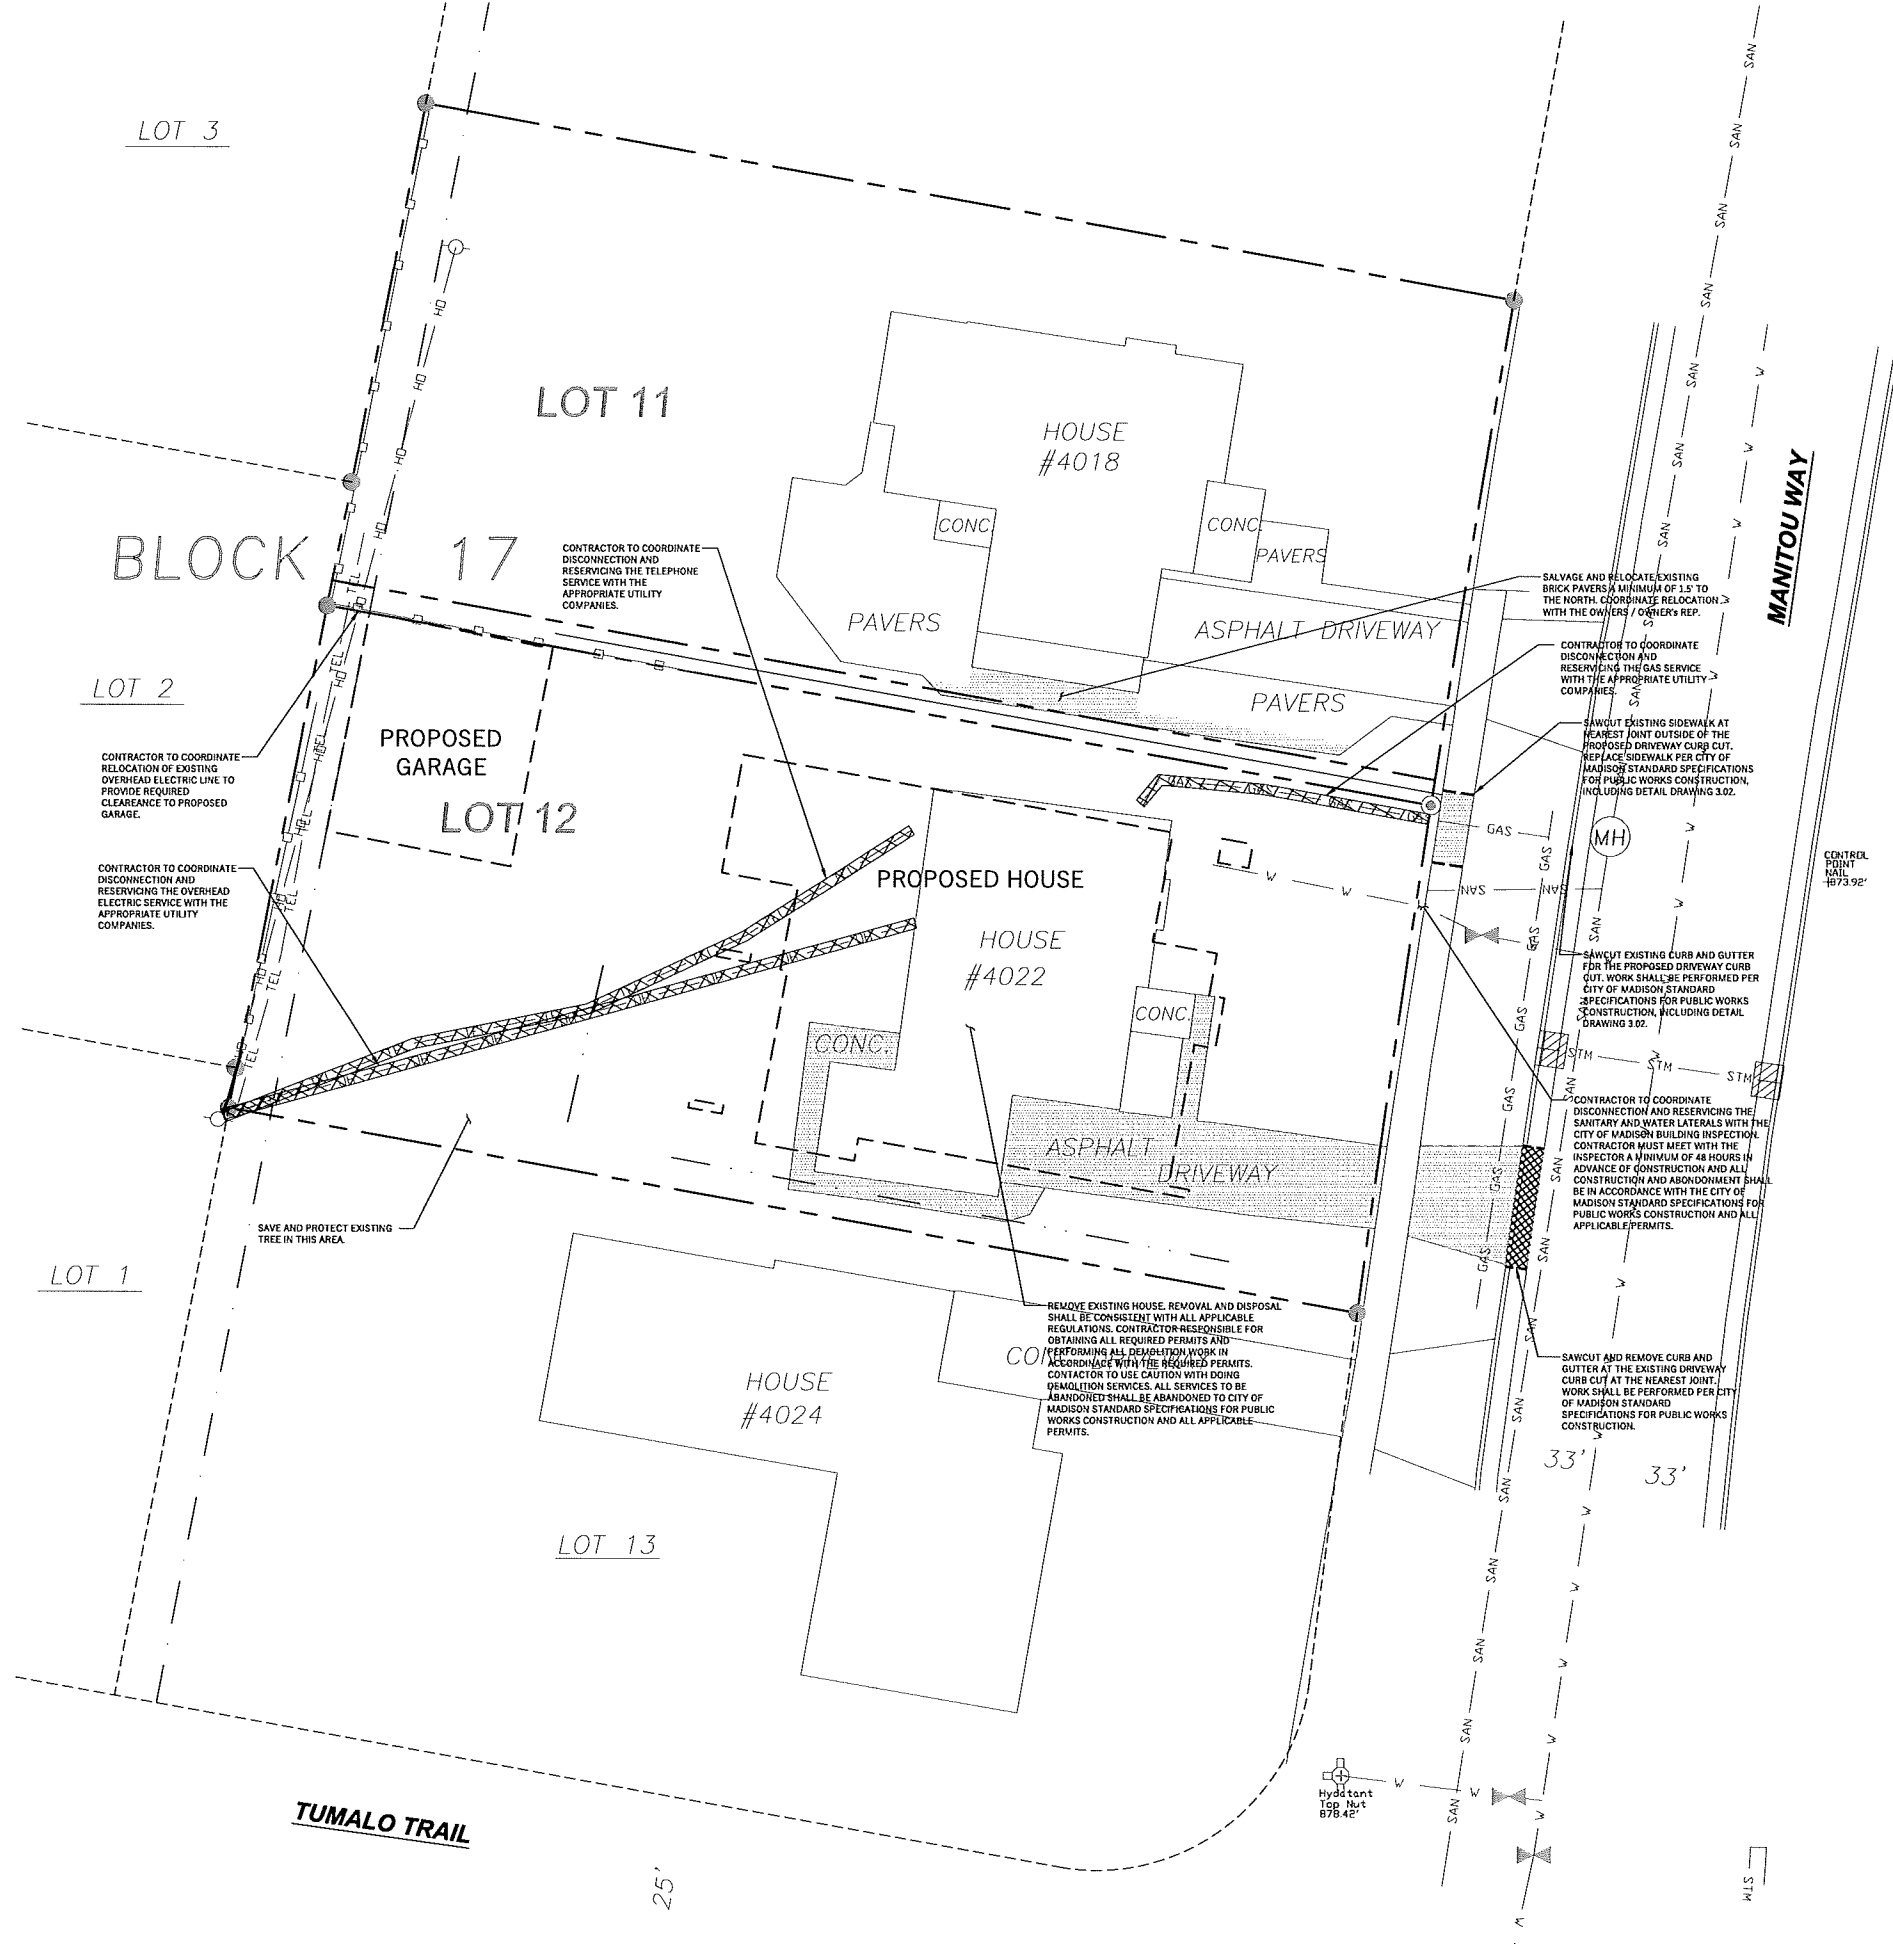 LOT 3
LOT 11
HOUSE
#4018
BLOCK 17
CONC.
CONC.
PAVERS
PAVERS
ASPHALT DRIVEWAY
PAVERS
MANITOU WAY
CONTRACTOR TO COORDINATE
DISCONNECTION AND
RESERVICING THE TELEPHONE
SERVICE WITH THE
APPROPRIATE UTILITY
COMPANIES.
SALVAGE AND RELOCATE EXISTING
BRICK PAVERS A MINIMUM OF 1.5' TO
THE NORTH. COORDINATE RELOCATION
WITH THE OWNERS / OWNER's REP.
CONTRACTOR TO COORDINATE
DISCONNECTION AND
RESERVICING THE GAS SERVICE
WITH THE APPROPRIATE UTILITY
COMPANIES.
SAWCUT EXISTING SIDEWALK AT
NEAREST JOINT OUTSIDE OF THE
PROPOSED DRIVEWAY CURB CUT.
REPLACE SIDEWALK PER CITY OF
MADISON STANDARD SPECIFICATIONS
FOR PUBLIC WORKS CONSTRUCTION,
INCLUDING DETAIL DRAWING 3.02.
LOT 2
PROPOSED
GARAGE
CONTRACTOR TO COORDINATE
RELOCATION OF EXISTING
OVERHEAD ELECTRIC LINE TO
PROVIDE REQUIRED
CLEAREANCE TO PROPOSED
GARAGE.
LOT 12
MH
CONTROL
POINT
NAIL
873.92'
CONTRACTOR TO COORDINATE
DISCONNECTION AND
RESERVICING THE OVERHEAD
ELECTRIC SERVICE WITH THE
APPROPRIATE UTILITY
COMPANIES.
PROPOSED HOUSE
HOUSE
#4022
GAS
SAN
SAWCUT EXISTING CURB AND GUTTER
FOR THE PROPOSED DRIVEWAY CURB
CUT. WORK SHALL BE PERFORMED PER
CITY OF MADISON STANDARD
SPECIFICATIONS FOR PUBLIC WORKS
CONSTRUCTION, INCLUDING DETAIL
DRAWING 3.02.
CONC.
CONC.
STM STM STM
CONTRACTOR TO COORDINATE
DISCONNECTION AND RESERVICING THE
SANITARY AND WATER LATERALS WITH THE
CITY OF MADISON BUILDING INSPECTION.
CONTRACTOR MUST MEET WITH THE
INSPECTOR A MINIMUM OF 48 HOURS IN
ADVANCE OF CONSTRUCTION AND ALL
CONSTRUCTION AND ABONDONMENT SHALL
BE IN ACCORDANCE WITH THE CITY OF
MADISON STANDARD SPECIFICATIONS FOR
PUBLIC WORKS CONSTRUCTION AND ALL
APPLICABLE PERMITS.
ASPHALT
DRIVEWAY
SAVE AND PROTECT EXISTING
TREE IN THIS AREA.
LOT 1
REMOVE EXISTING HOUSE. REMOVAL AND DISPOSAL
SHALL BE CONSISTENT WITH ALL APPLICABLE
REGULATIONS. CONTRACTOR RESPONSIBLE FOR
OBTAINING ALL REQUIRED PERMITS AND
PERFORMING ALL DEMOLITION WORK IN
ACCORDNACE WITH THE REQUIRED PERMITS.
CONTACTOR TO USE CAUTION WITH DOING
DEMOLITION SERVICES. ALL SERVICES TO BE
ABANDONED SHALL BE ABANDONED TO CITY OF
MADISON STANDARD SPECIFICATIONS FOR PUBLIC
WORKS CONSTRUCTION AND ALL APPLICABLE
PERMITS.
SAWCUT AND REMOVE CURB AND
GUTTER AT THE EXISTING DRIVEWAY
CURB CUT AT THE NEAREST JOINT.
WORK SHALL BE PERFORMED PER CITY
OF MADISON STANDARD
SPECIFICATIONS FOR PUBLIC WORKS
CONSTRUCTION.
HOUSE
#4024
33' 33'
LOT 13
Hydatant
Top Nut
878.42'
TUMALO TRAIL
25'
STM